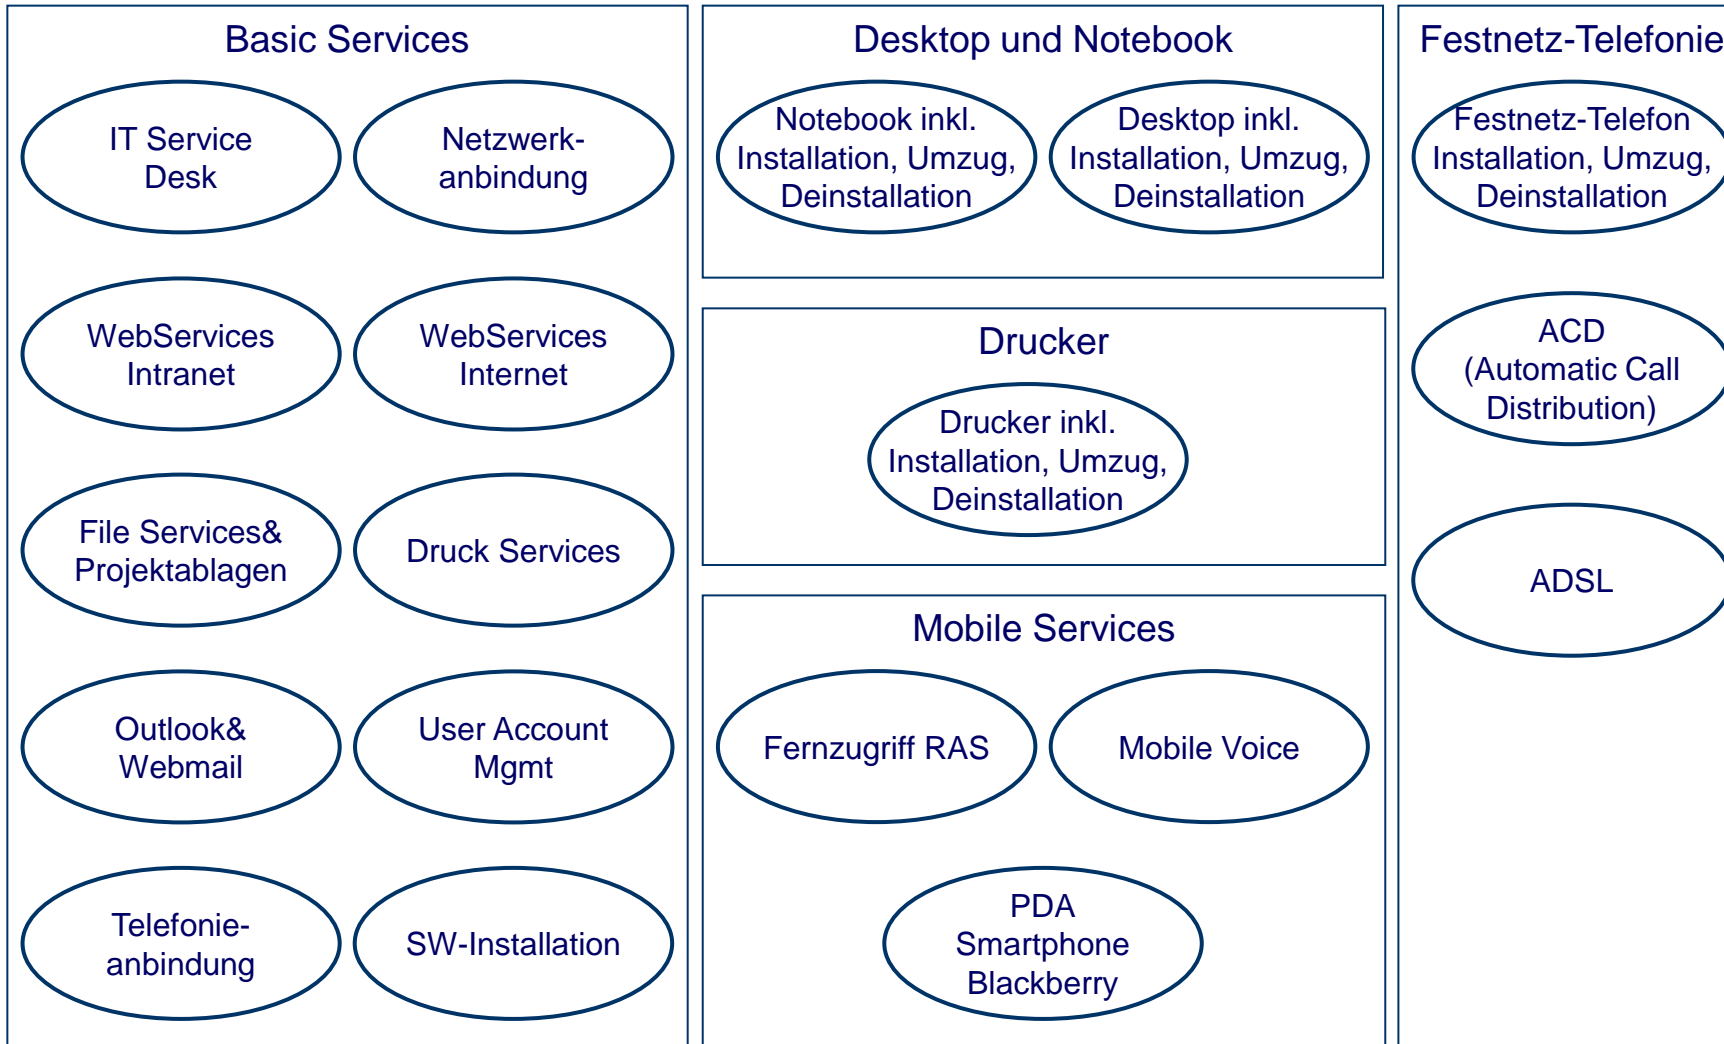 Basic Services
IT Service
Desk
Netzwerk-
anbindung
WebServices
Intranet
WebServices
Internet
File Services&
Projektablagen
Druck Services
Outlook&
Webmail
User Account
Mgmt
Telefonie-
anbindung
SW-Installation
Desktop und Notebook
Notebook inkl.
Installation, Umzug,
Deinstallation
Desktop inkl.
Installation, Umzug,
Deinstallation
Drucker
Drucker inkl.
Installation, Umzug,
Deinstallation
Mobile Services
Fernzugriff RAS
Mobile Voice
PDA
Smartphone
Blackberry
Festnetz-Telefonie
Festnetz-Telefon
Installation, Umzug,
Deinstallation
ACD
(Automatic Call
Distribution)
ADSL